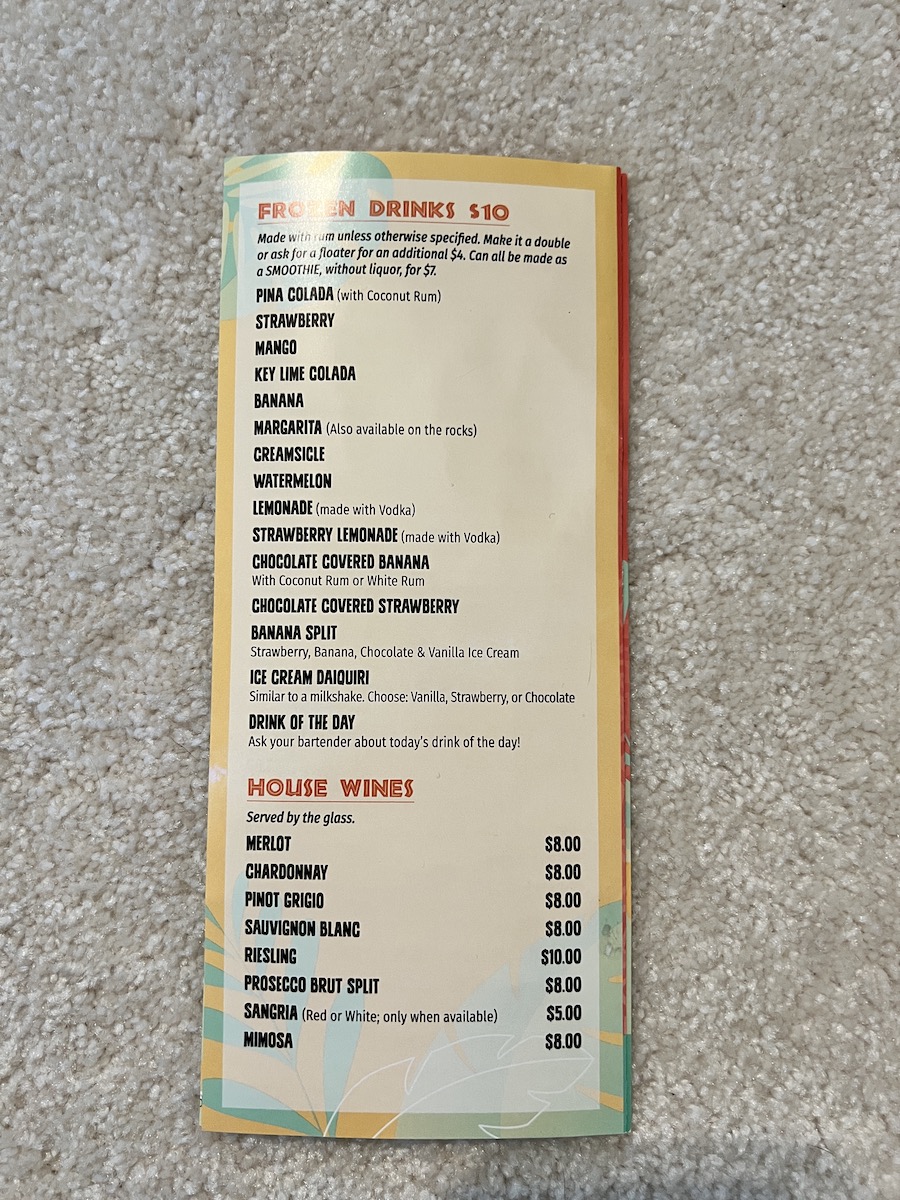 FROZEN DRINKS $10
Made with rum unless otherwise specified. Make it a double
or ask for a floater for an additional $4. Can all be made as
a SMOOTHIE, without liquor, for $7.
PINA COLADA (with Coconut Rum)
STRAWBERRY
MANGO
KEY LIME COLADA
BANANA
MARGARITA (Also available on the rocks)
CREAMSICLE
WATERMELON
LEMONADE (made with Vodka)
STRAWBERRY LEMONADE (made with Vodka)
CHOCOLATE COVERED BANANA
With Coconut Rum or White Rum
CHOCOLATE COVERED STRAWBERRY
BANANA SPLIT
Strawberry, Banana, Chocolate & Vanilla Ice Cream
ICE CREAM DAIQUIRI
Similar to a milkshake. Choose: Vanilla, Strawberry, or Chocolate
DRINK OF THE DAY
Ask your bartender about today's drink of the day!
HOUSE WINES
Served by the glass.
MERLOT $8.00
CHARDONNAY $8.00
PINOT GRIGIO $8.00
SAUVIGNON BLANC $8.00
RIESLING $10.00
PROSECCO BRUT SPLIT $8.00
SANGRIA (Red or White; only when available) $5.00
MIMOSA $8.00